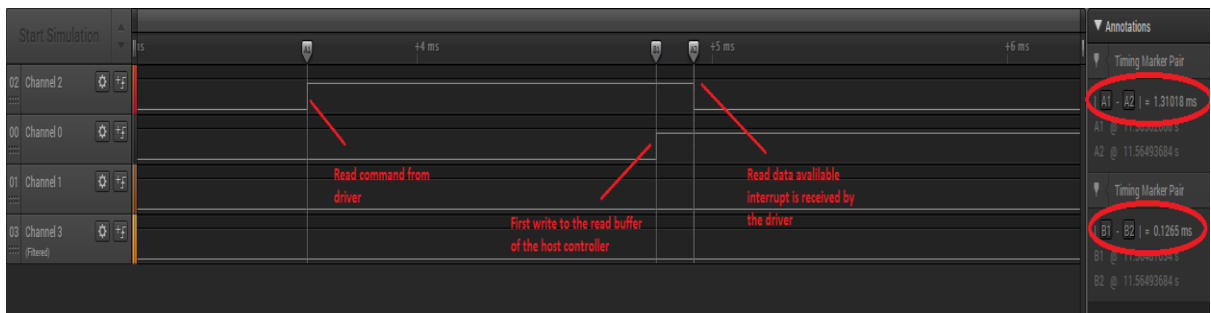 Start Simulation
▼ Annotations
+4 ms
+5 ms
+6 ms
A1
B1
A2
Timing Marker Pair
02 Channel 2
| A1 - A2 | = 1.31018 ms
A2 @ 11.56493684 s
00 Channel 0
Read command from
driver
Read data avalilable
interrupt is received by
the driver
01 Channel 1
Timing Marker Pair
First write to the read buffer
of the host controller
03 Channel 3
(Filtered)
| B1 - B2 | = 0.1265 ms
B2 @ 11.56493684 s